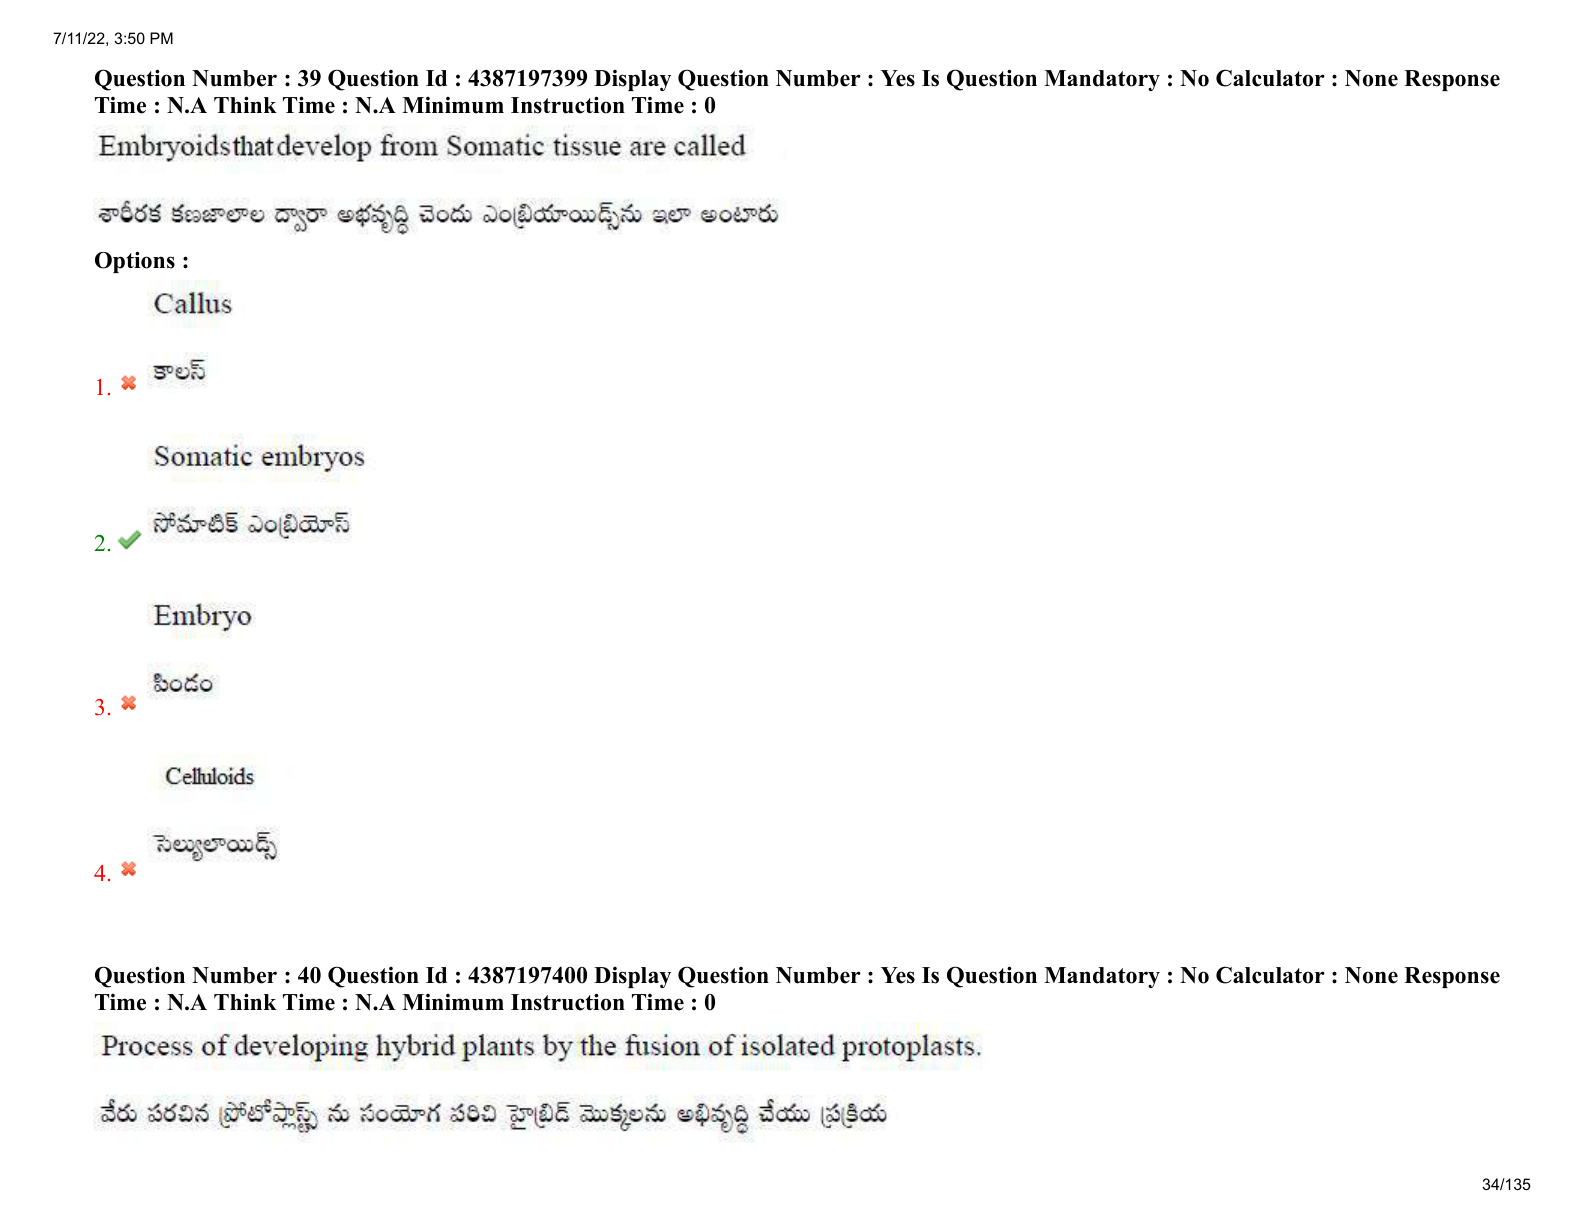 7/11/22, 3:50 PM
Question Number : 39 Question Id : 4387197399 Display Question Number : Yes Is Question Mandatory : No Calculator : None Response
Time : N.A Think Time : N.A Minimum Instruction Time : 0
Embryoids that develop from Somatic tissue are called
శారీరక కణజాలాల ద్వారా అభవృద్ధి చెందు ఎంబ్రియాయిడ్స్‌ను ఇలా అంటారు
Options :
Callus
కాలస్
1.
Somatic embryos
సోమాటిక్ ఎంబ్రియోస్
2.
Embryo
పిండం
3.
Celluloids
సెల్యులాయిడ్స్
4.
Question Number : 40 Question Id : 4387197400 Display Question Number : Yes Is Question Mandatory : No Calculator : None Response
Time : N.A Think Time : N.A Minimum Instruction Time : 0
Process of developing hybrid plants by the fusion of isolated protoplasts.
వేరు పరచిన ప్రోటోప్లాస్ట్స్ ను సంయోగ పరిచి హైబ్రిడ్ మొక్కలను అభివృద్ధి చేయు ప్రక్రియ
34/135